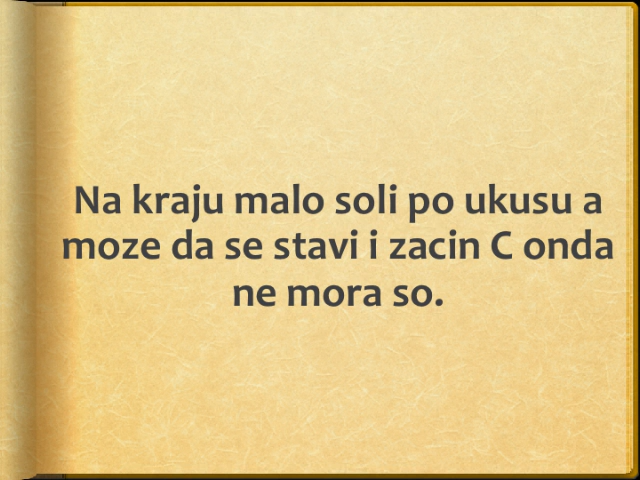 Na kraju malo soli po ukusu a
moze da se stavi i zacin C onda
ne mora so.